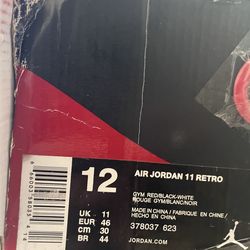 12
AIR JORDAN 11 RETRO
GYM RED/BLACK-WHITE
ROUGE GYM/BLANC/NOIR
MADE IN CHINA / FABRIQUE EN CHINE /
HECHO EN CHINA
378037 623
UK - 11
EUR - 46
cm - 30
BR - 44
JORDAN.COM